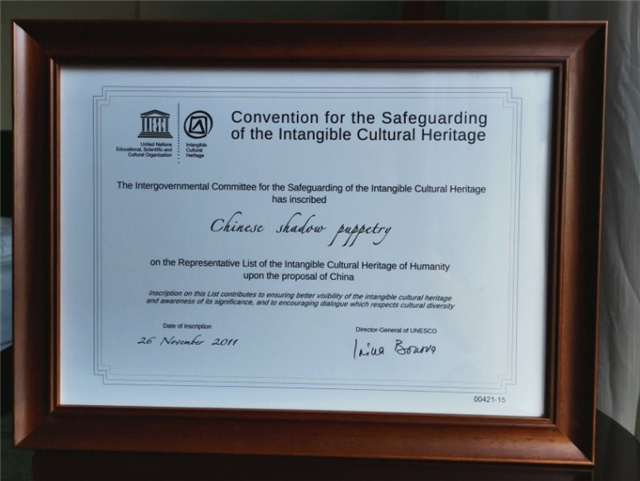 UNESCO
United Nations
Educational, Scientific and
Cultural Organization
Intangible
Cultural
Heritage
Convention for the Safeguarding
of the Intangible Cultural Heritage
The Intergovernmental Committee for the Safeguarding of the Intangible Cultural Heritage
has inscribed
Chinese shadow puppetry
on the Representative List of the Intangible Cultural Heritage of Humanity
upon the proposal of China
Inscription on this List contributes to ensuring better visibility of the intangible cultural heritage
and awareness of its significance, and to encouraging dialogue which respects cultural diversity
Date of inscription
26 November 2011
Director-General of UNESCO
Irina Bokova
00421-15